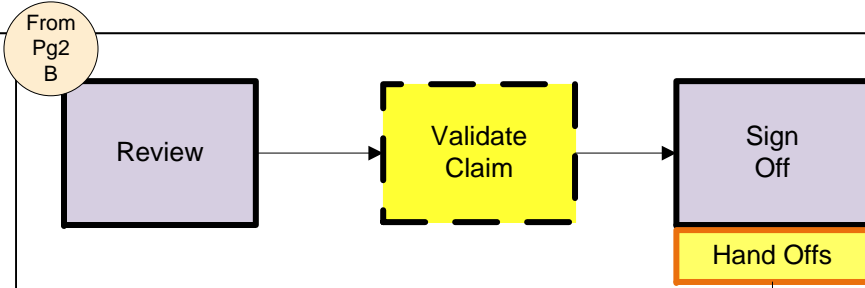 From
Pg2
B
Review
Validate
Claim
Sign
Off
Hand Offs